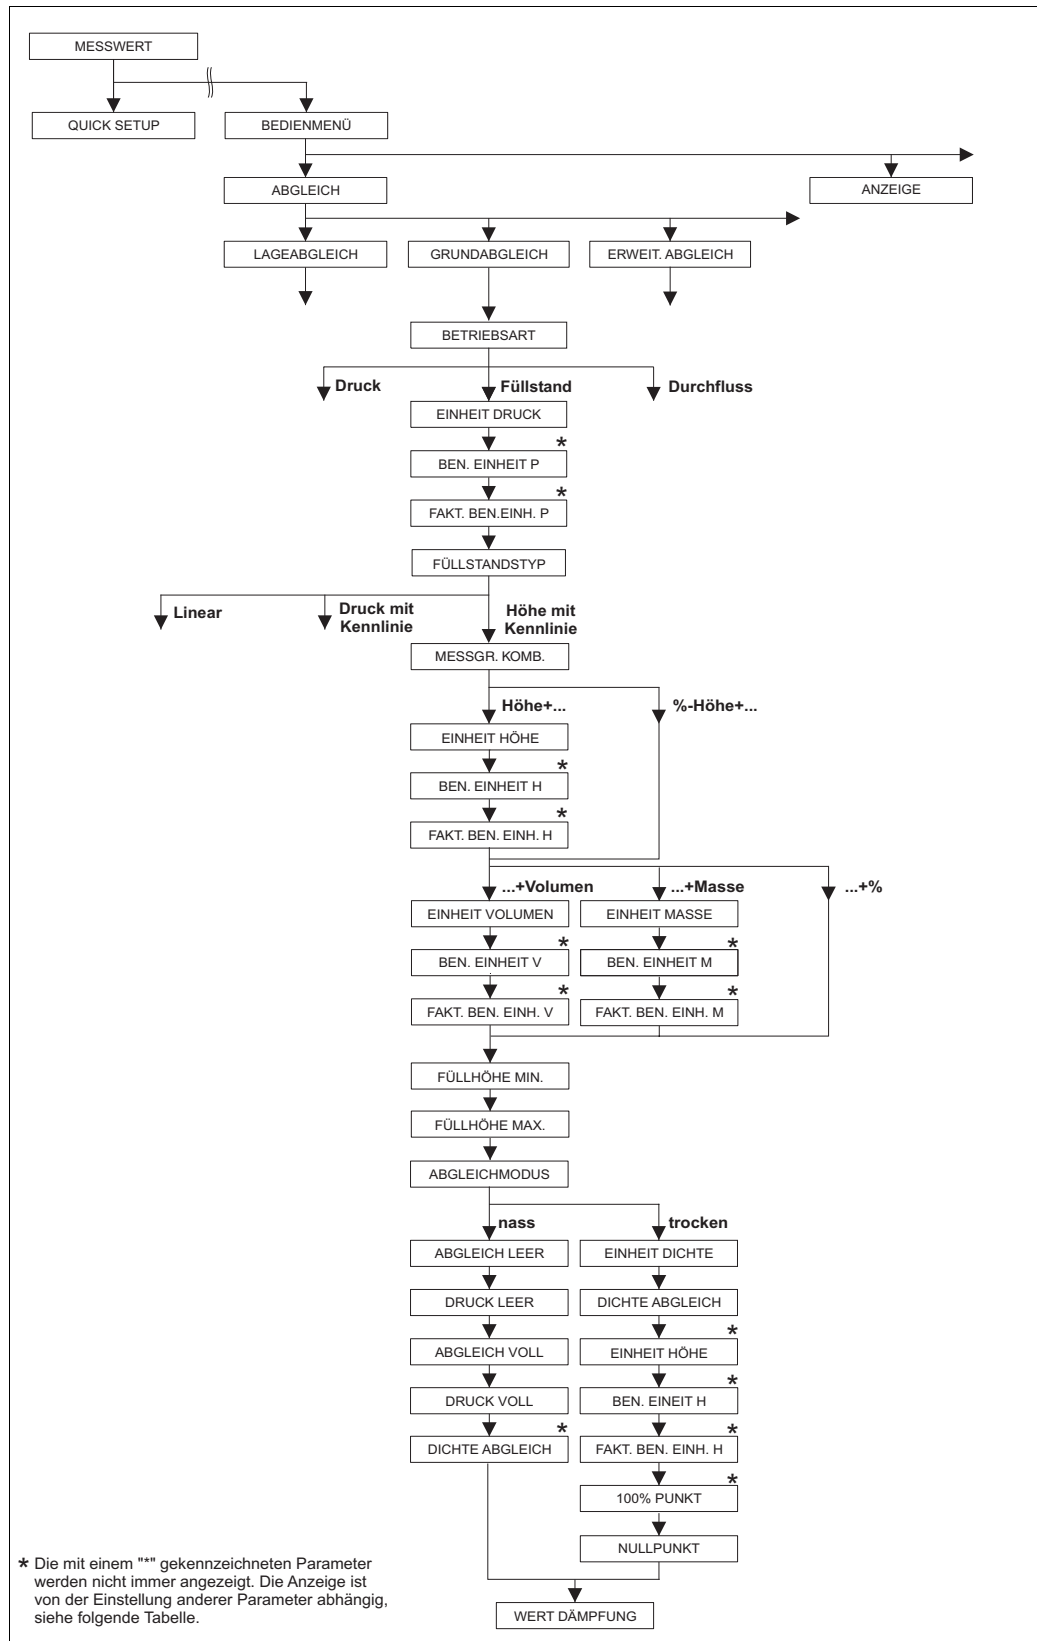 MESSWERT
QUICK SETUP
BEDIENMENÜ
ABGLEICH
ANZEIGE
LAGEABGLEICH
GRUNDABGLEICH
ERWEIT. ABGLEICH
BETRIEBSART
Druck
Füllstand
Durchfluss
EINHEIT DRUCK
*
BEN. EINHEIT P
*
FAKT. BEN.EINH. P
FÜLLSTANDSTYP
Linear
Druck mit
Kennlinie
Höhe mit
Kennlinie
MESSGR. KOMB.
Höhe+...
%-Höhe+...
EINHEIT HÖHE
*
BEN. EINHEIT H
*
FAKT. BEN. EINH. H
...+Volumen
...+Masse
...+%
EINHEIT VOLUMEN
EINHEIT MASSE
*
*
BEN. EINHEIT V
BEN. EINHEIT M
*
*
FAKT. BEN. EINH. V
FAKT. BEN. EINH. M
FÜLLHÖHE MIN.
FÜLLHÖHE MAX.
ABGLEICHMODUS
nass
trocken
ABGLEICH LEER
EINHEIT DICHTE
DRUCK LEER
DICHTE ABGLEICH
*
ABGLEICH VOLL
EINHEIT HÖHE
*
DRUCK VOLL
BEN. EINEIT H
*
*
DICHTE ABGLEICH
FAKT. BEN. EINH. H
*
100% PUNKT
NULLPUNKT
* Die mit einem "*" gekennzeichneten Parameter
werden nicht immer angezeigt. Die Anzeige ist
von der Einstellung anderer Parameter abhängig,
siehe folgende Tabelle.
WERT DÄMPFUNG